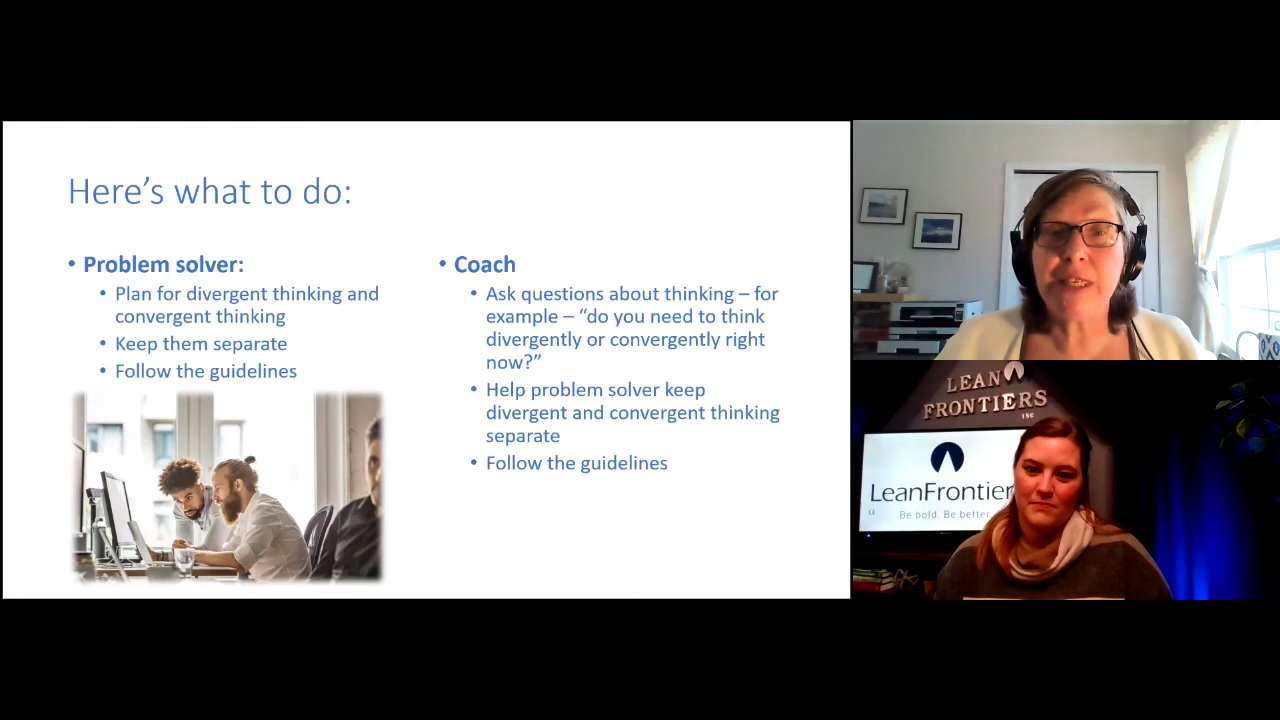 Here's what to do:
• Problem solver:
• Plan for divergent thinking and
convergent thinking
• Keep them separate
• Follow the guidelines
• Coach
• Ask questions about thinking – for
example – “do you need to think
divergently or convergently right
now?”
• Help problem solver keep
divergent and convergent thinking
separate
• Follow the guidelines
LEAN
FRONTIERS
INC
LeanFrontier
Be bold. Be better.